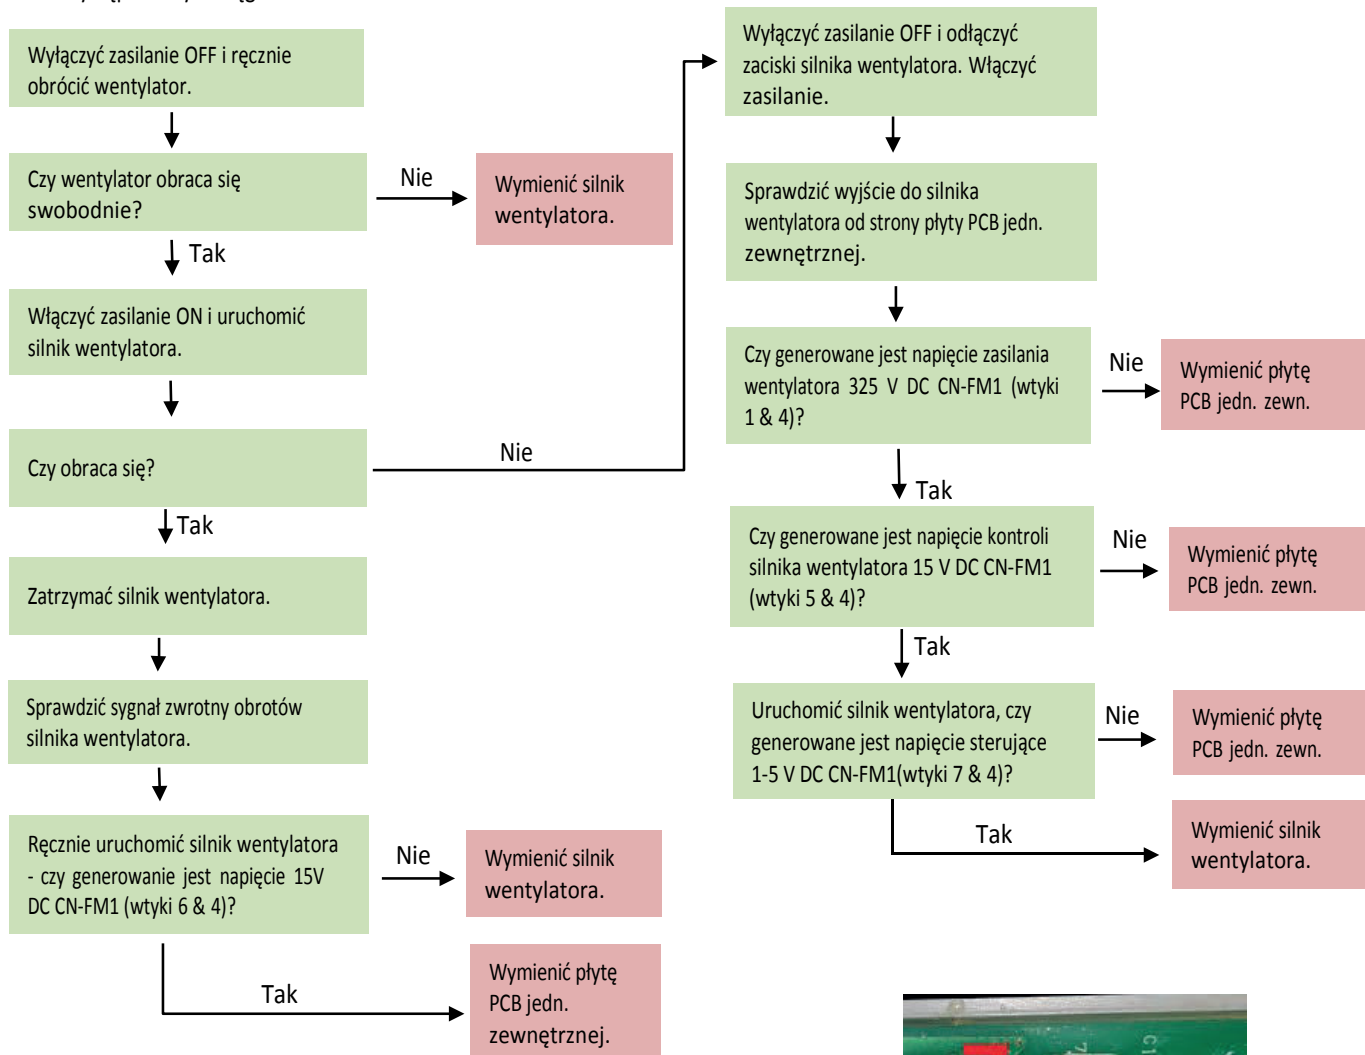 Wyłączyć zasilanie OFF i ręcznie
obrócić wentylator.
Czy wentylator obraca się
swobodnie?
Nie
Wymienić silnik
wentylatora.
Tak
Włączyć zasilanie ON i uruchomić
silnik wentylatora.
Czy obraca się?
Nie
Tak
Zatrzymać silnik wentylatora.
Sprawdzić sygnał zwrotny obrotów
silnika wentylatora.
Ręcznie uruchomić silnik wentylatora
- czy generowanie jest napięcie 15V
DC CN-FM1 (wtyki 6 & 4)?
Nie
Wymienić silnik
wentylatora.
Tak
Wymienić płytę
PCB jedn.
zewnętrznej.
Wyłączyć zasilanie OFF i odłączyć
zaciski silnika wentylatora. Włączyć
zasilanie.
Sprawdzić wyjście do silnika
wentylatora od strony płyty PCB jedn.
zewnętrznej.
Czy generowane jest napięcie zasilania
wentylatora 325 V DC CN-FM1 (wtyki
1 & 4)?
Nie
Wymienić płytę
PCB jedn. zewn.
Tak
Czy generowane jest napięcie kontroli
silnika wentylatora 15 V DC CN-FM1
(wtyki 5 & 4)?
Nie
Wymienić płytę
PCB jedn. zewn.
Tak
Uruchomić silnik wentylatora, czy
generowane jest napięcie sterujące
1-5 V DC CN-FM1(wtyki 7 & 4)?
Nie
Wymienić płytę
PCB jedn. zewn.
Tak
Wymienić silnik
wentylatora.